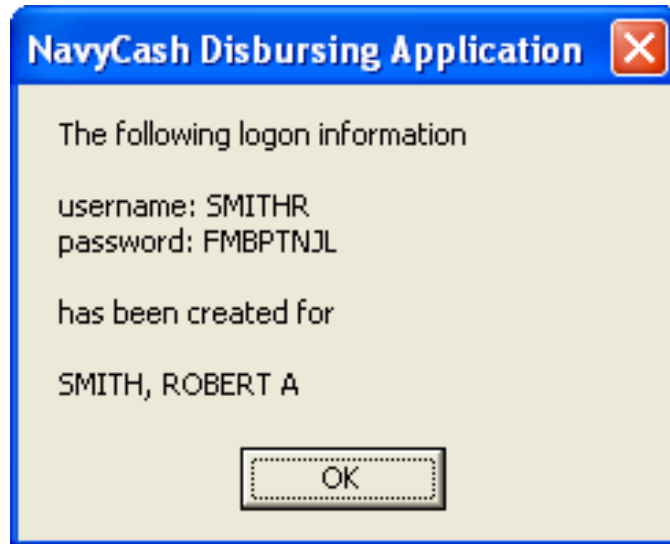 NavyCash Disbursing Application
The following logon information
username: SMITHR
password: FMBPTNJL
has been created for
SMITH, ROBERT A
OK